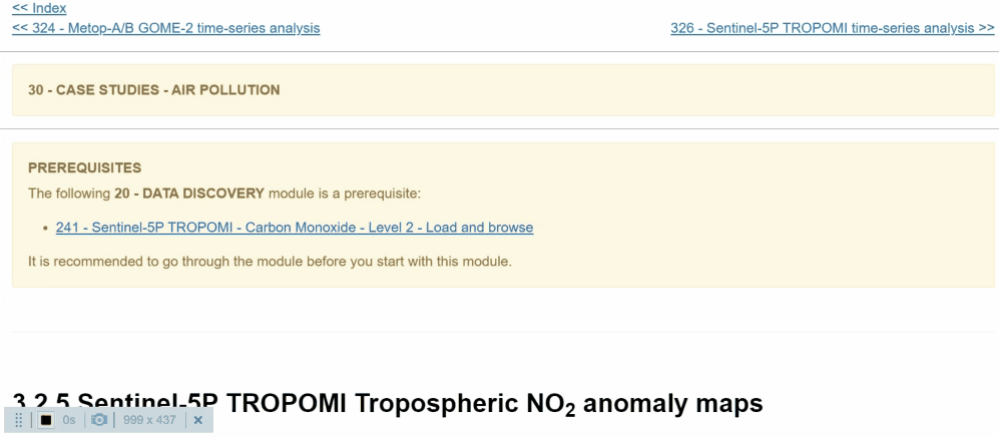 << Index
<< 324 - Metop-A/B GOME-2 time-series analysis
326 - Sentinel-5P TROPOMI time-series analysis >>
30 - CASE STUDIES - AIR POLLUTION
PREREQUISITES
The following 20 - DATA DISCOVERY module is a prerequisite:
• 241 - Sentinel-5P TROPOMI - Carbon Monoxide - Level 2 - Load and browse
It is recommended to go through the module before you start with this module.
3.2.5 Sentinel-5P TROPOMI Tropospheric NO₂ anomaly maps
0s 999 x 437 ×